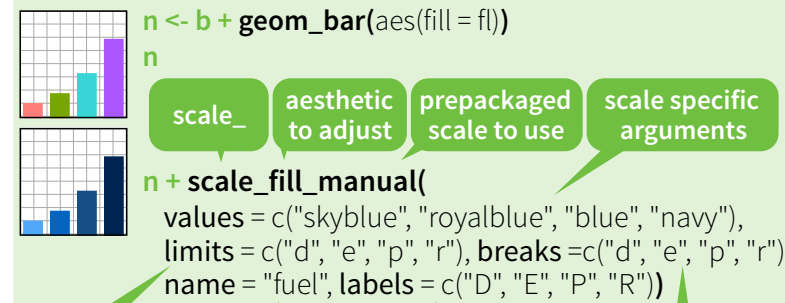 n <- b + geom_bar(aes(fill = fl))
n
scale_
aesthetic
to adjust
prepackaged
scale to use
scale specific
arguments
n + scale_fill_manual(
values = c("skyblue", "royalblue", "blue", "navy"),
limits = c("d", "e", "p", "r"), breaks =c("d", "e", "p", "r")
name = "fuel", labels = c("D", "E", "P", "R"))